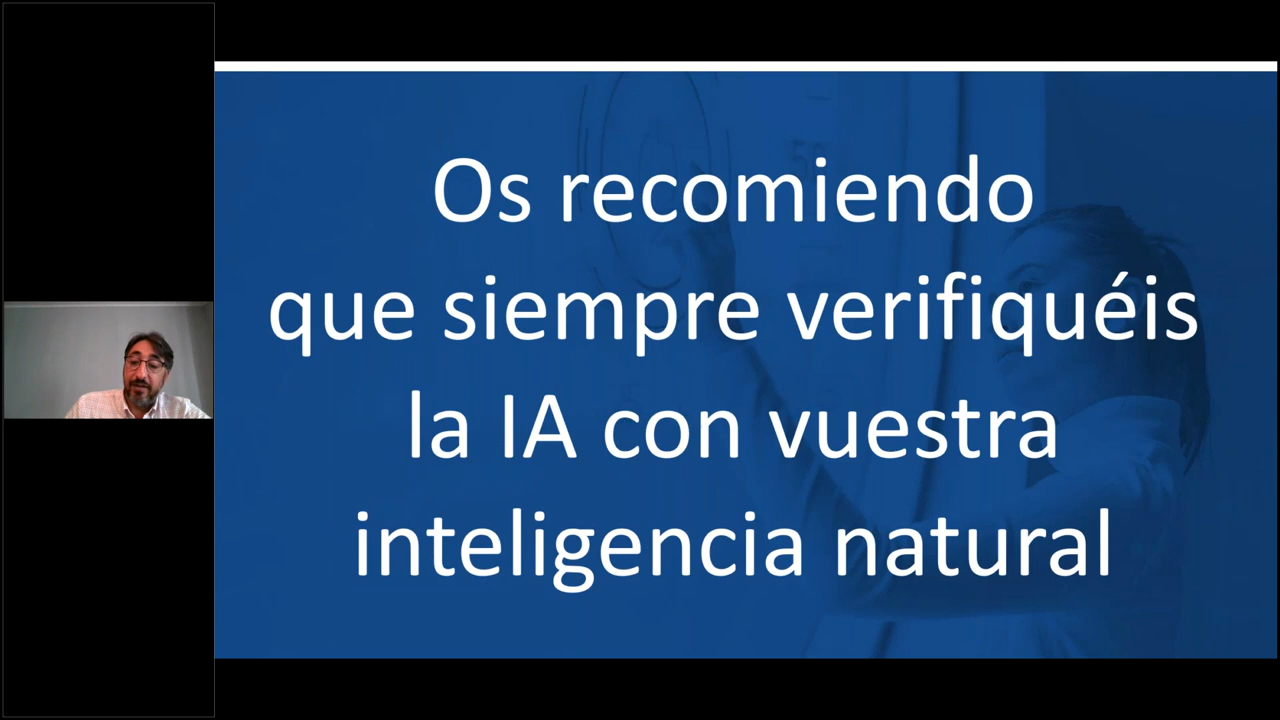 Os recomiendo
que siempre verifiquéis
la IA con vuestra
inteligencia natural